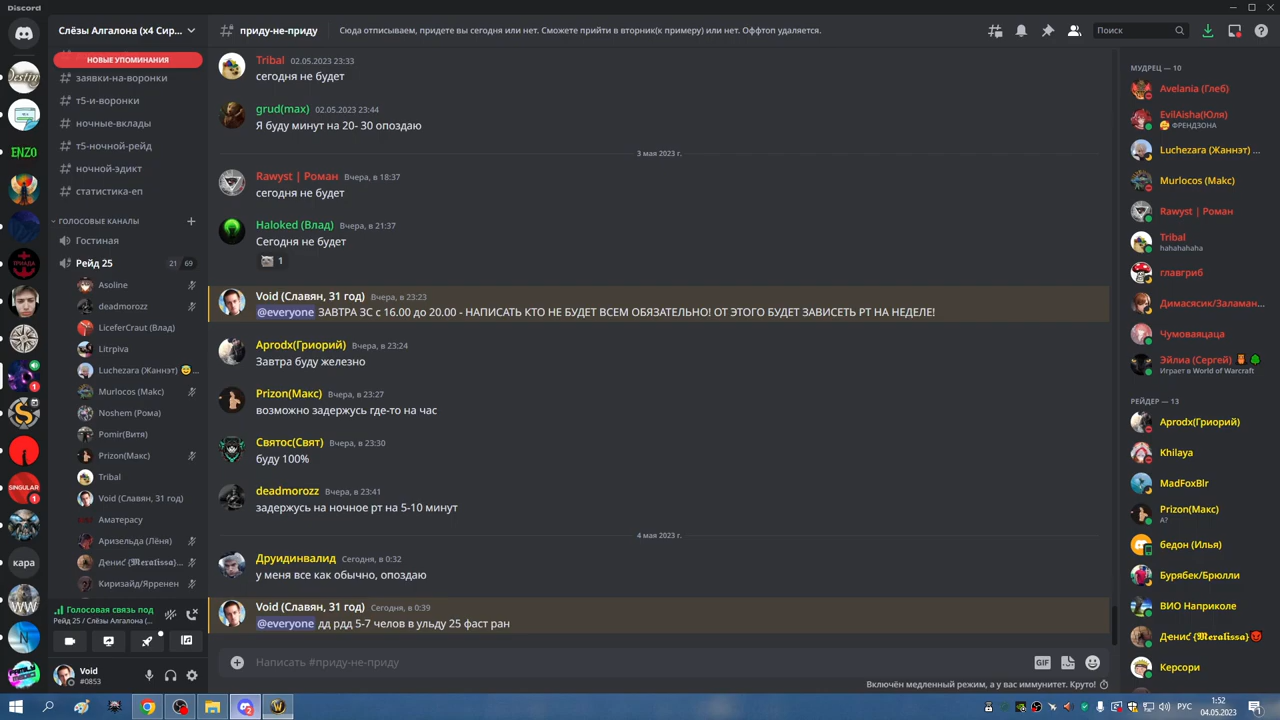 Discord
Слёзы Алгалона (x4 Сир...
НОВЫЕ УПОМИНАНИЯ
заявки-на-воронки
т5-и-воронки
ночные-вклады
т5-ночной-рейд
ночной-эдикт
статистика-еп
ГОЛОСОВЫЕ КАНАЛЫ
Гостиная
Рейд 25 21 69
Asoline
deadmorozz
LiceferCraut (Влад)
Litrpiva
Luchezara (Жаннэт) 😅...
Murlocos (Макс)
Noshem (Рома)
Pomir(Витя)
Prizon(Макс)
Tribal
Void (Славян, 31 год)
Аматерасу
Аризельда (Лёня)
Денис {𝕸𝖊𝖗𝖆𝖑𝖎𝖘𝖘𝖆}...
Киризайд/Ярренен
Голосовая связь под
Рейд 25 / Слёзы Алгалона (...
Void
#0853
ENZO
ТРИАДА
SINGULAR
кара
WW
приду-не-приду
Сюда отписываем, придете вы сегодня или нет. Сможете прийти в вторник(к примеру) или нет. Оффтоп удаляется.
Поиск
Tribal 02.05.2023 23:33
сегодня не будет
grud(max) 02.05.2023 23:44
Я буду минут на 20- 30 опоздаю
3 мая 2023 г.
Rawyst | Роман Вчера, в 18:37
сегодня не будет
Haloked (Влад) Вчера, в 21:37
Сегодня не будет
1
Void (Славян, 31 год) Вчера, в 23:23
@everyone ЗАВТРА ЗС с 16.00 до 20.00 - НАПИСАТЬ КТО НЕ БУДЕТ ВСЕМ ОБЯЗАТЕЛЬНО! ОТ ЭТОГО БУДЕТ ЗАВИСЕТЬ РТ НА НЕДЕЛЕ!
Aprodx(Гриорий) Вчера, в 23:24
Завтра буду железно
Prizon(Макс) Вчера, в 23:27
возможно задержусь где-то на час
Святос(Свят) Вчера, в 23:30
буду 100%
deadmorozz Вчера, в 23:41
задержусь на ночное рт на 5-10 минут
4 мая 2023 г.
Друидинвалид Сегодня, в 0:32
у меня все как обычно, опоздаю
Void (Славян, 31 год) Сегодня, в 0:39
@everyone дд рдд 5-7 челов в ульду 25 фаст ран
Написать #приду-не-приду
GIF
Включён медленный режим, а у вас иммунитет. Круто!
МУДРЕЦ — 10
Avelania (Глеб)
EvilAisha(Юля)
🥰 ФРЕНДЗОНА
Luchezara (Жаннэт) ...
Murlocos (Макс)
Rawyst | Роман
Tribal
hahahahaha
главгриб
Димасясик/Заламан...
Чумоваяцаца
Эйлиа (Сергей)
Играет в World of Warcraft
РЕЙДЕР — 13
Aprodx(Гриорий)
Khilaya
MadFoxBlr
Prizon(Макс)
А?
бедон (Илья)
Бурябек/Брюлли
ВИО Наприколе
Денис {𝕸𝖊𝖗𝖆𝖑𝖎𝖘𝖘𝖆}
Керсори
РУС
1:52
04.05.2023